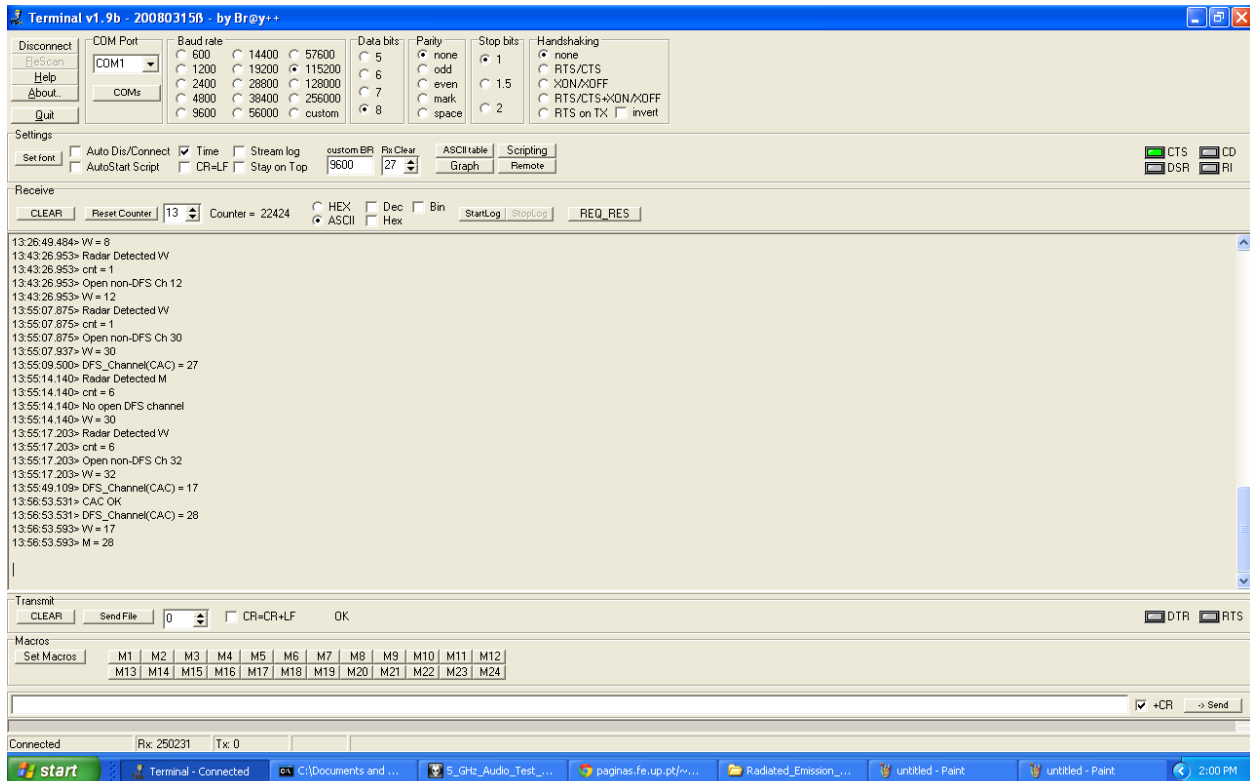 Terminal v1.9b - 20080315ß - by Br@y++
Disconnect
ReScan
Help
About..
Quit
COM Port
COM1
COMs
Baud rate
600 14400 57600
1200 19200 115200
2400 28800 128000
4800 38400 256000
9600 56000 custom
Data bits
5
6
7
8
Parity
none
odd
even
mark
space
Stop bits
1
1.5
2
Handshaking
none
RTS/CTS
XON/XOFF
RTS/CTS+XON/XOFF
RTS on TX invert
Settings
Set font
Auto Dis/Connect Time Stream log
AutoStart Script CR=LF Stay on Top
custom BR Rx Clear
9600 27
ASCII table Scripting
Graph Remote
CTS CD
DSR RI
Receive
CLEAR Reset Counter 13 Counter = 22424
HEX Dec Bin
ASCII Hex
StartLog StopLog REQ_RES
13:26:49.484> W = 8
13:43:26.953> Radar Detected W
13:43:26.953> cnt = 1
13:43:26.953> Open non-DFS Ch 12
13:43:26.953> W = 12
13:55:07.875> Radar Detected W
13:55:07.875> cnt = 1
13:55:07.875> Open non-DFS Ch 30
13:55:07.937> W = 30
13:55:09.500> DFS_Channel(CAC) = 27
13:55:14.140> Radar Detected M
13:55:14.140> cnt = 6
13:55:14.140> No open DFS channel
13:55:14.140> W = 30
13:55:17.203> Radar Detected W
13:55:17.203> cnt = 6
13:55:17.203> Open non-DFS Ch 32
13:55:17.203> W = 32
13:55:49.109> DFS_Channel(CAC) = 17
13:56:53.531> CAC OK
13:56:53.531> DFS_Channel(CAC) = 28
13:56:53.593> W = 17
13:56:53.593> M = 28
Transmit
CLEAR Send File 0 CR=CR+LF OK
DTR RTS
Macros
Set Macros
M1 M2 M3 M4 M5 M6 M7 M8 M9 M10 M11 M12
M13 M14 M15 M16 M17 M18 M19 M20 M21 M22 M23 M24
+CR -> Send
Connected Rx: 250231 Tx: 0
start Terminal - Connected C:\Documents and ... 5_GHz_Audio_Test_... paginas.fe.up.pt/~... Radiated_Emission_... untitled - Paint untitled - Paint 2:00 PM